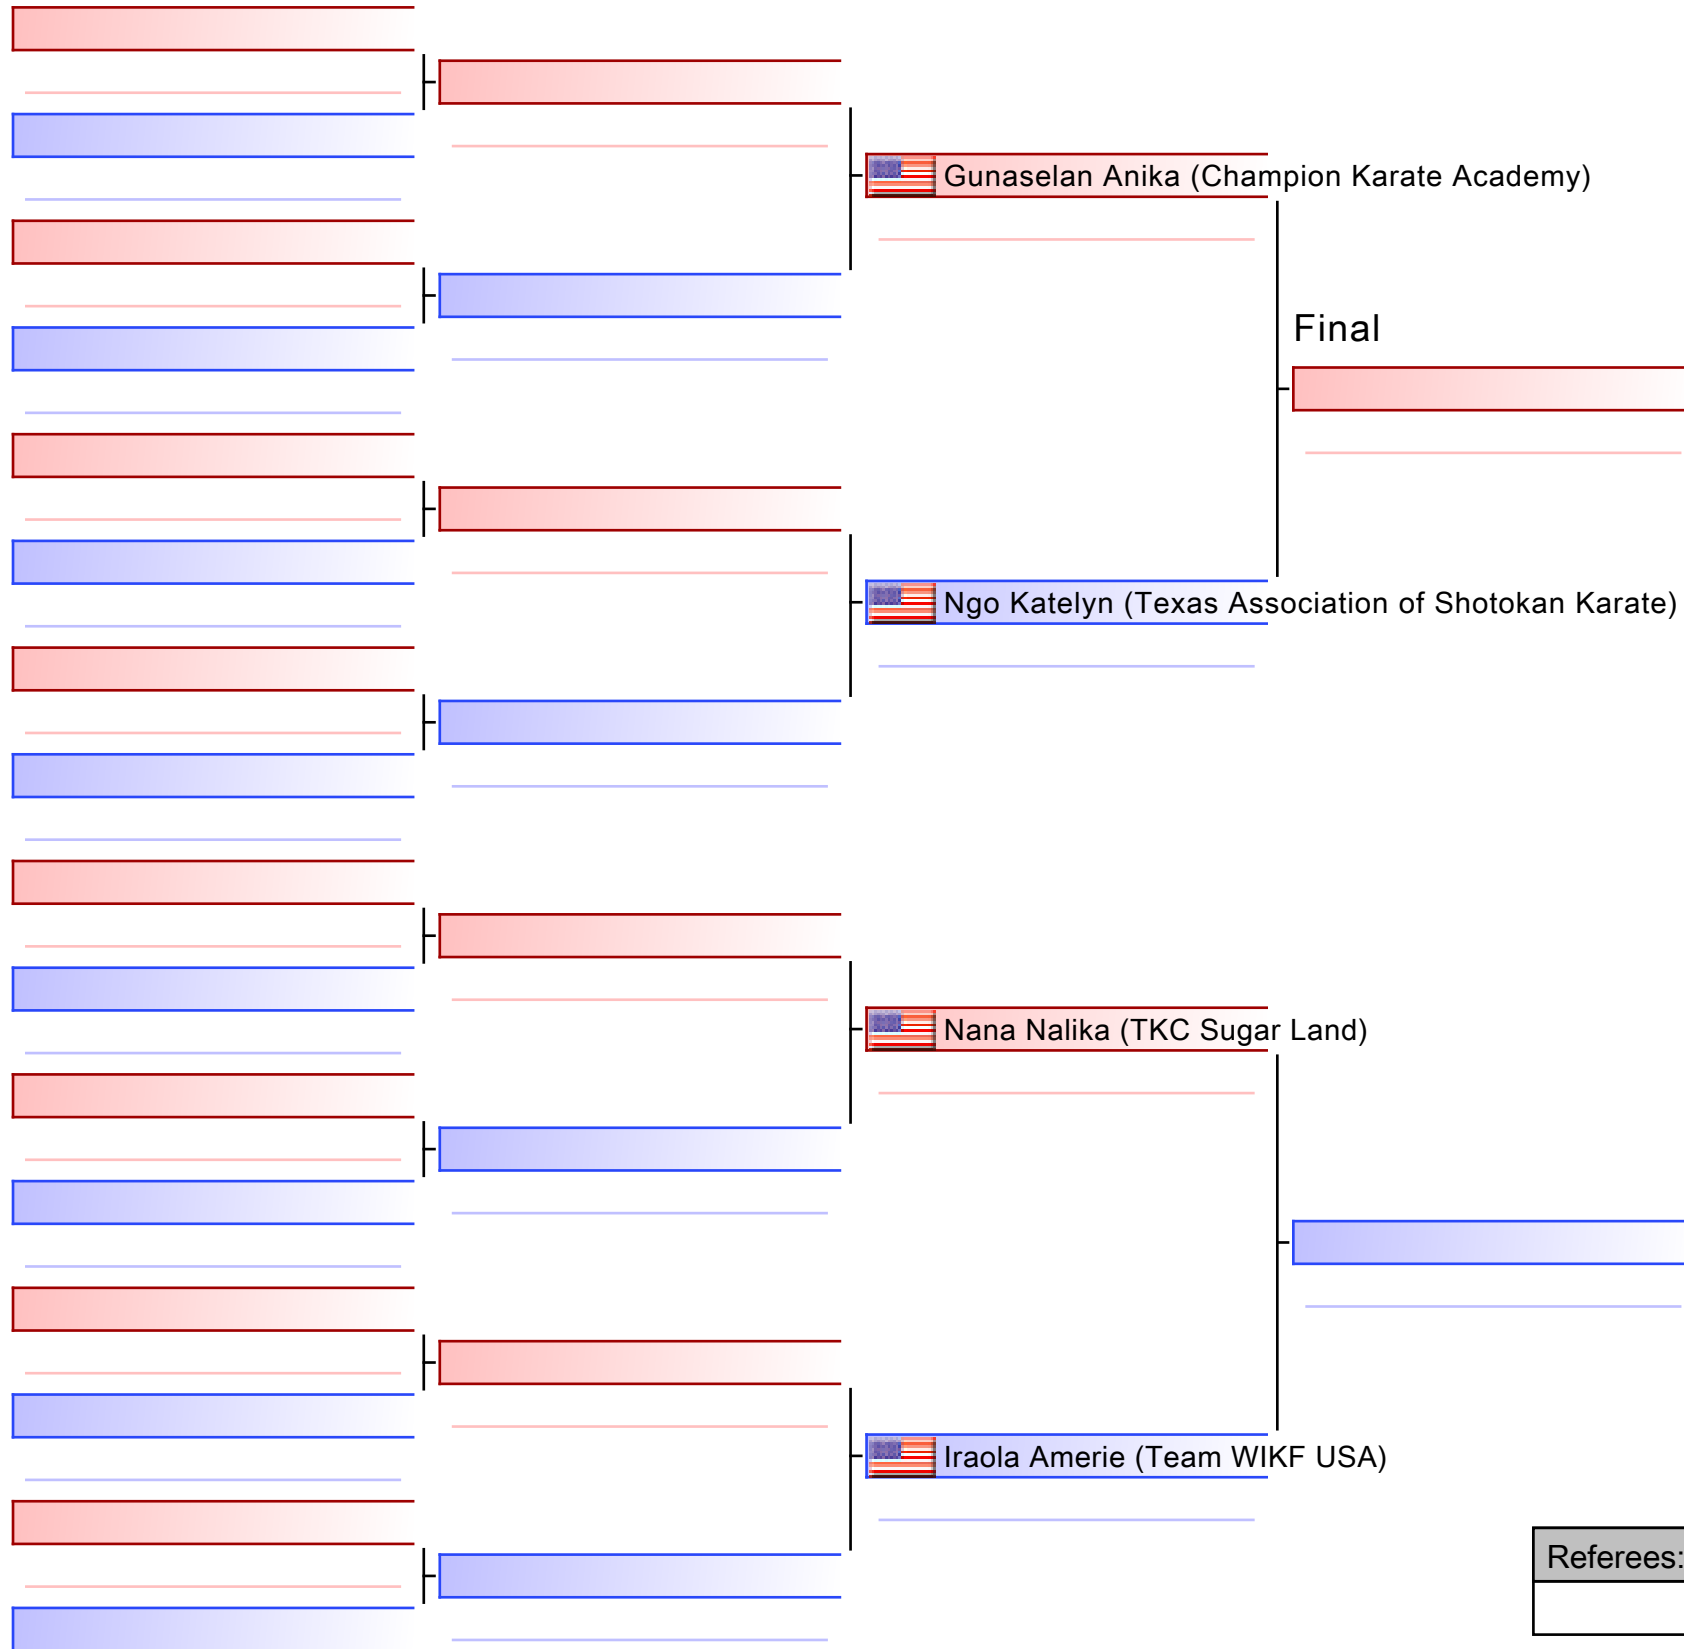 Gunaselan Anika (Champion Karate Academy)
Final
Ngo Katelyn (Texas Association of Shotokan Karate)
Nana Nalika (TKC Sugar Land)
Iraola Amerie (Team WIKF USA)
Referees: